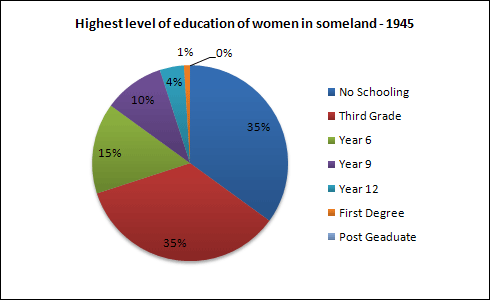 Highest level of education of women in someland - 1945
1%
0%
4%
10%
35%
15%
35%
No Schooling
Third Grade
Year 6
Year 9
Year 12
First Degree
Post Geaduate